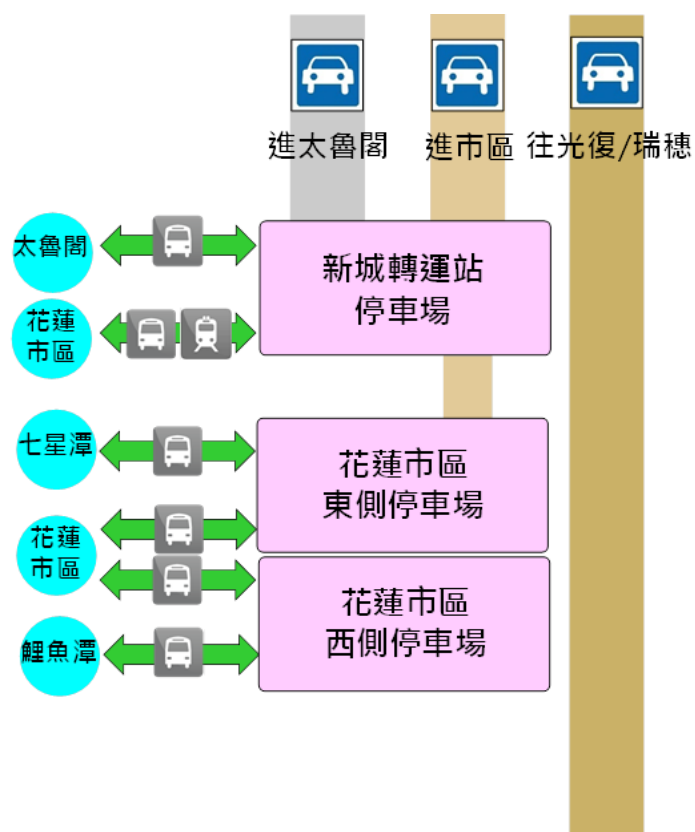 進太魯閣
進市區
往光復/瑞穗
太魯閣
新城轉運站
停車場
花蓮
市區
七星潭
花蓮市區
東側停車場
花蓮
市區
花蓮市區
西側停車場
鯉魚潭